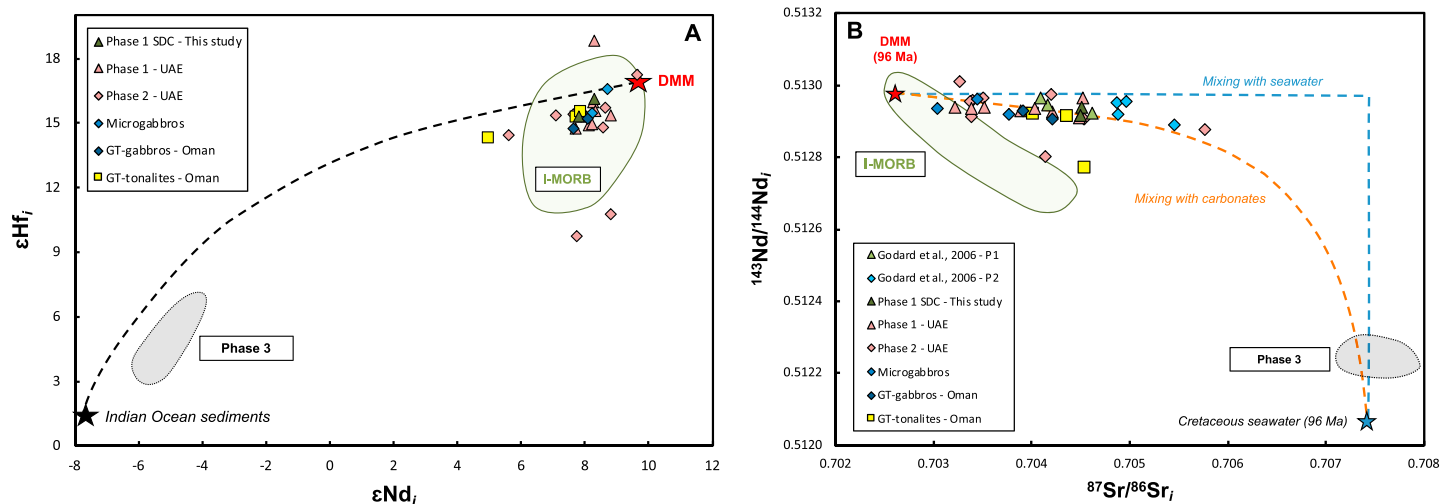 A
18
15
12
9
6
3
0
εHf𝑖
Phase 1 SDC - This study
Phase 1 - UAE
Phase 2 - UAE
Microgabbros
GT-gabbros - Oman
GT-tonalites - Oman
DMM
I-MORB
Phase 3
Indian Ocean sediments
-8
-6
-4
-2
0
2
4
6
8
10
12
εNd𝑖
B
0.5132
0.5130
0.5128
0.5126
0.5124
0.5122
0.5120
¹⁴³Nd/¹⁴⁴Nd𝑖
DMM
(96 Ma)
Mixing with seawater
I-MORB
Mixing with carbonates
Godard et al., 2006 - P1
Godard et al., 2006 - P2
Phase 1 SDC - This study
Phase 1 - UAE
Phase 2 - UAE
Microgabbros
GT-gabbros - Oman
GT-tonalites - Oman
Phase 3
Cretaceous seawater (96 Ma)
0.702
0.703
0.704
0.705
0.706
0.707
0.708
⁸⁷Sr/⁸⁶Sr𝑖